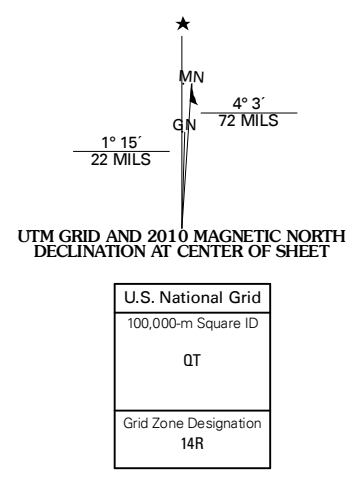 ★
MN
4° 3´
72 MILS
GN
1° 15´
22 MILS
UTM GRID AND 2010 MAGNETIC NORTH
DECLINATION AT CENTER OF SHEET
U.S. National Grid
100,000-m Square ID
QT
Grid Zone Designation
14R